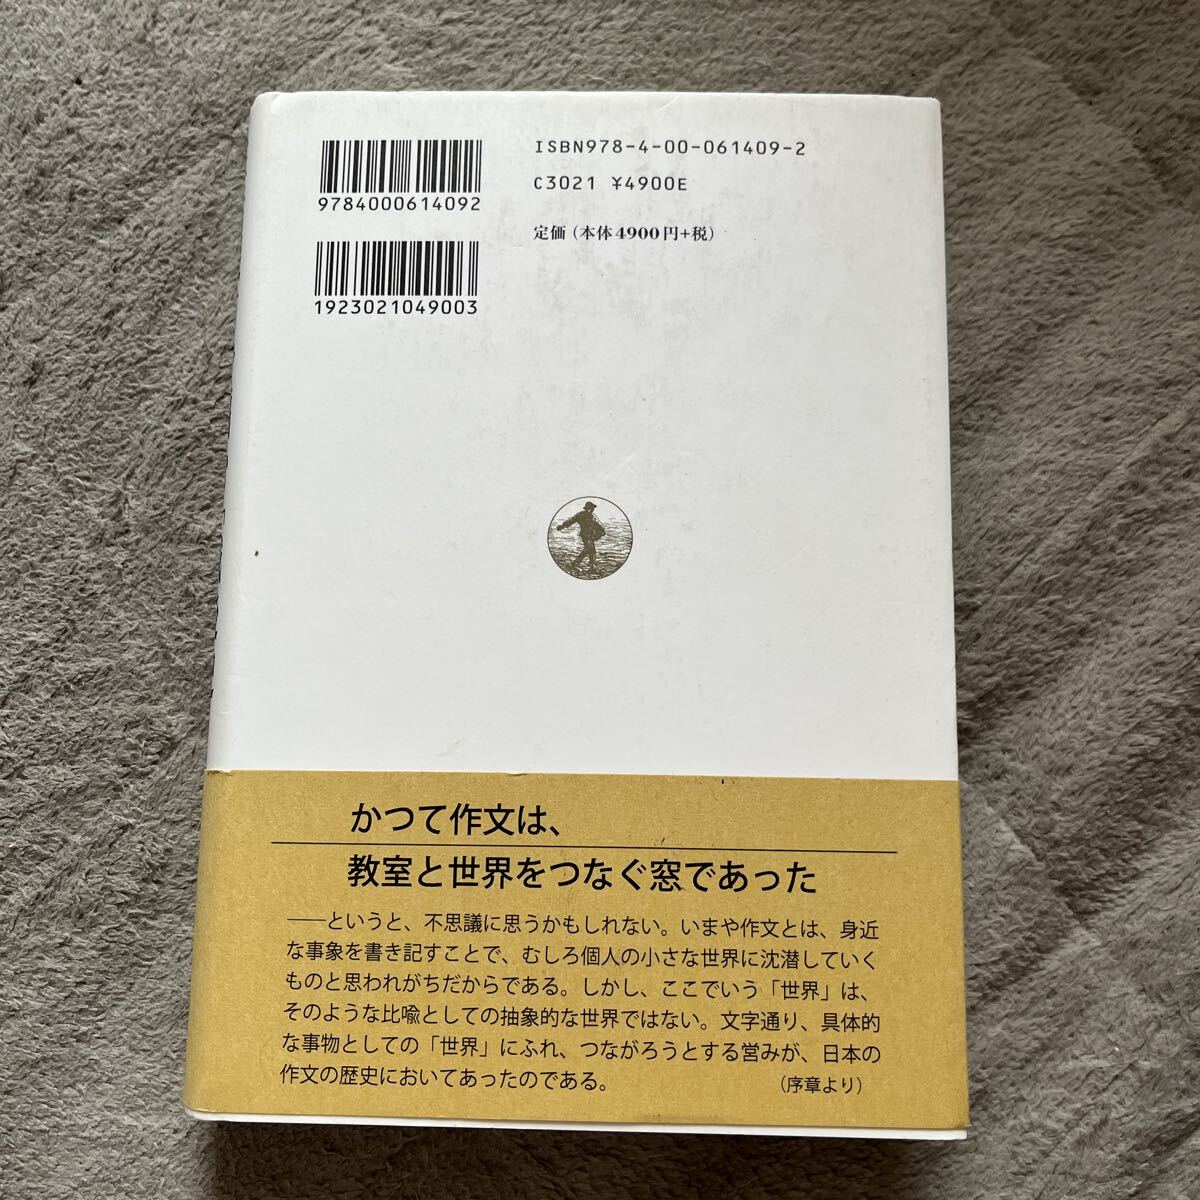 9784000614092
1923021049003
ISBN978-4-00-061409-2
C3021 ¥4900E
定価(本体4900円+税)
かつて作文は、
教室と世界をつなぐ窓であった
――というと、不思議に思うかもしれない。いまや作文とは、身近
な事象を書き記すことで、むしろ個人の小さな世界に沈潜していく
ものと思われがちだからである。しかし、ここでいう「世界」は、
そのような比喩としての抽象的な世界ではない。文字通り、具体的
な事物としての「世界」にふれ、つながろうとする営みが、日本の
作文の歴史においてあったのである。
(序章より)